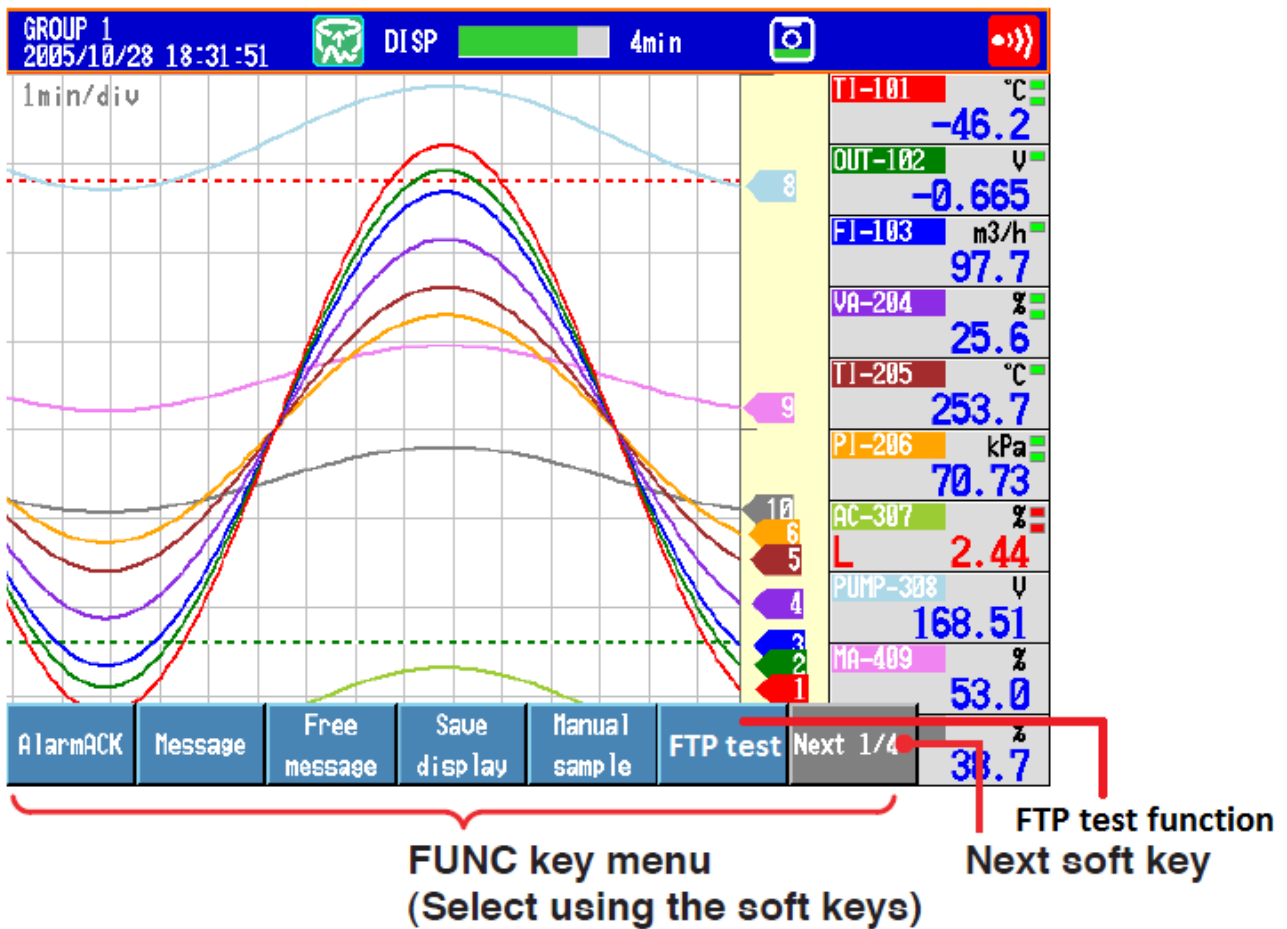 GROUP 1
2005/10/28 18:31:51
DISP
4min
1min/div
TI-101 °C
-46.2
OUT-102 V
-0.665
FI-103 m3/h
97.7
VA-204 %
25.6
TI-205 °C
253.7
PI-206 kPa
70.73
AC-307 %
L 2.44
PUMP-308 V
168.51
MA-409 %
53.0
%
38.7
8
9
10
6
5
4
3
2
1
AlarmACK
Message
Free
message
Save
display
Manual
sample
FTP test
Next 1/4
FTP test function
Next soft key
FUNC key menu
(Select using the soft keys)